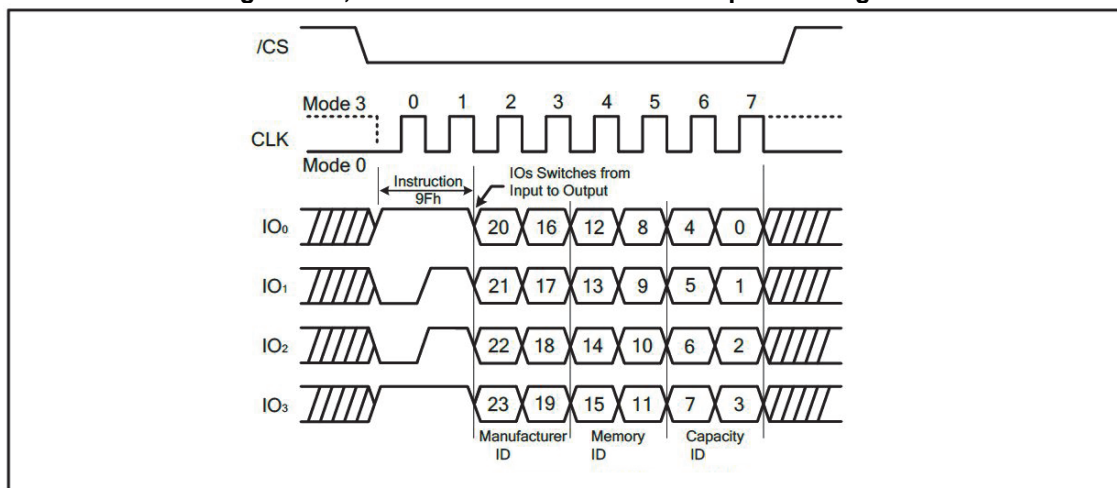 /CS
Mode 3 0 1 2 3 4 5 6 7
CLK
Mode 0
Instruction
9Fh
IOs Switches from
Input to Output
IO0 20 16 12 8 4 0
IO1 21 17 13 9 5 1
IO2 22 18 14 10 6 2
IO3 23 19 15 11 7 3
Manufacturer Memory Capacity
ID ID ID